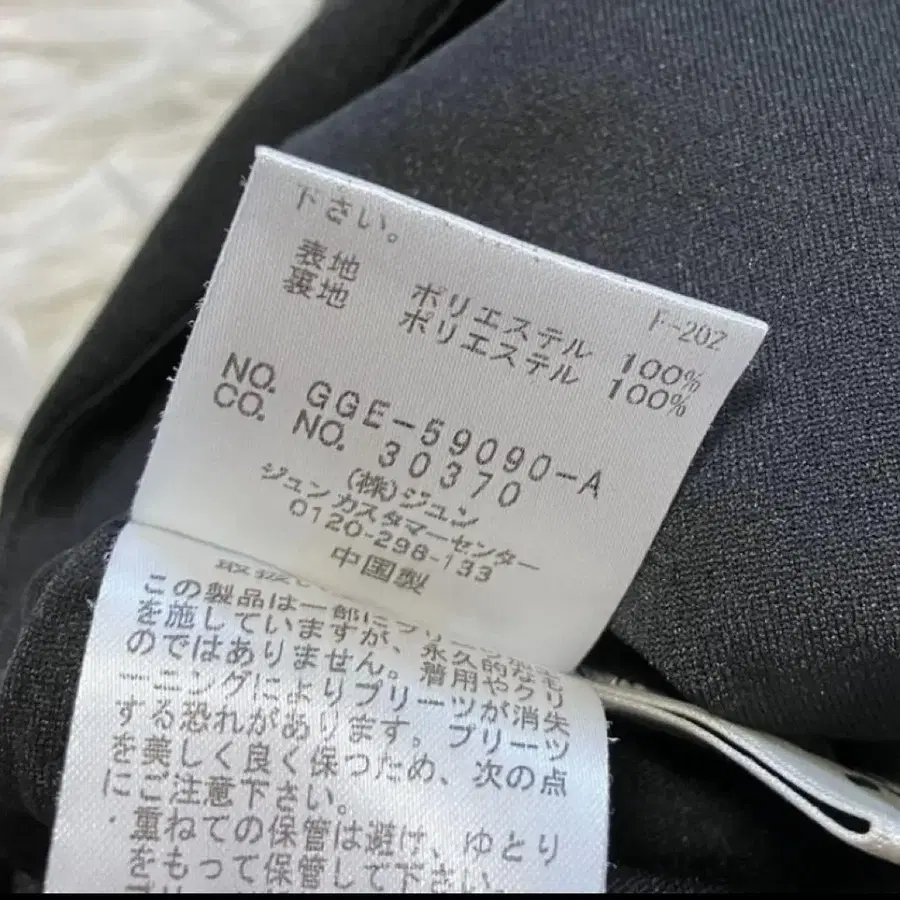 下さい。
F-202
表地 ポリエステル 100%
裏地 ポリエステル 100%
NO. GGE-59090-A
CO. NO. 30370
(株)ジュン
ジュンカスタマーセンター
0120-298-133
中国製
取扱い
この製品は一部にプリーツ加工
を施していますが、永久的なも
のではありません。着用やクリ
ーニングによりプリーツが消失
する恐れがあります。プリーツ
を美しく良く保つため、次の点
にご注意下さい。
・重ねての保管は避け、ゆとり
をもって保管して下さい。